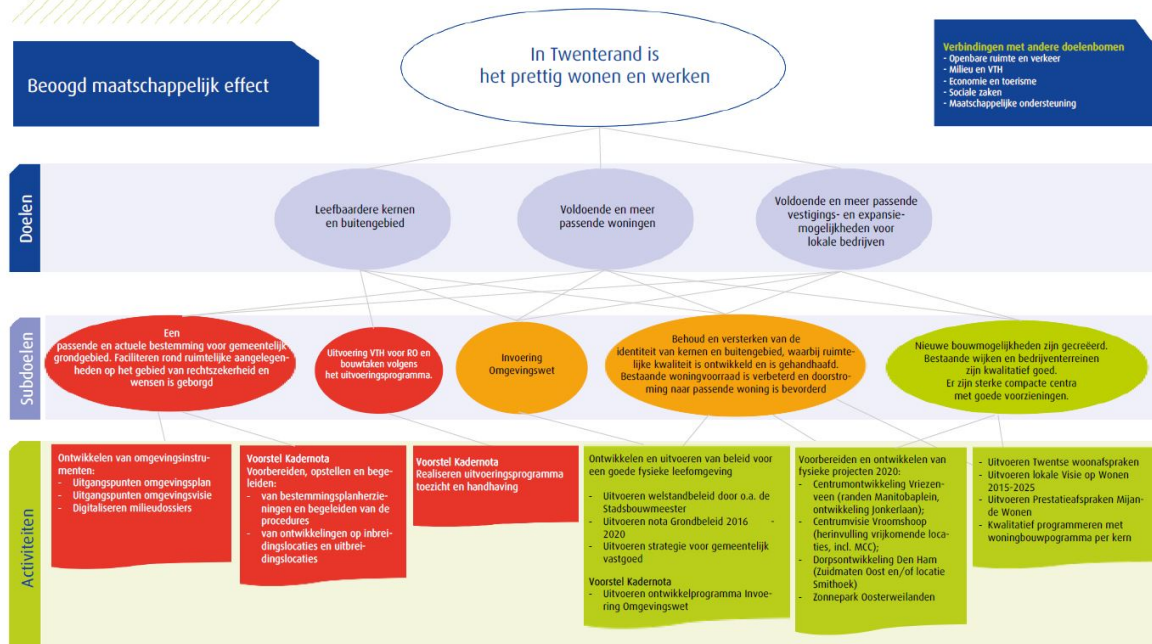 Beoogd maatschappelijk effect
In Twenterand is
het prettig wonen en werken
Verbindingen met andere doelenbomen
- Openbare ruimte en verkeer
- Milieu en VTH
- Economie en toerisme
- Sociale zaken
- Maatschappelijke ondersteuning
Doelen
Leefbaardere kernen
en buitengebied
Voldoende en meer
passende woningen
Voldoende en meer passende
vestigings- en expansie-
mogelijkheden voor
lokale bedrijven
Subdoelen
Een
passende en actuele bestemming voor gemeentelijk
grondgebied. Faciliteren rond ruimtelijke aangelegen-
heden op het gebied van rechtszekerheid en
wensen is geborgd
Uitvoering VTH voor RO en
bouwtaken volgens
het uitvoeringsprogramma.
Invoering
Omgevingswet
Behoud en versterken van de
identiteit van kernen en buitengebied, waarbij ruimte-
lijke kwaliteit is ontwikkeld en is gehandhaafd.
Bestaande woningvoorraad is verbeterd en doorstro-
ming naar passende woning is bevorderd
Nieuwe bouwmogelijkheden zijn gecreëerd.
Bestaande wijken en bedrijventerreinen
zijn kwalitatief goed.
Er zijn sterke compacte centra
met goede voorzieningen.
Activiteiten
Ontwikkelen van omgevingsinstru-
menten:
- Uitgangspunten omgevingsplan
- Uitgangspunten omgevingsvisie
- Digitaliseren milieudossiers
Voorstel Kadernota
Voorbereiden, opstellen en bege-
leiden:
- van bestemmingsplanherzie-
ningen en begeleiden van de
procedures
- van ontwikkelingen op inbrei-
dingslocaties en uitbrei-
dingslocaties
Voorstel Kadernota
Realiseren uitvoeringsprogramma
toezicht en handhaving
Ontwikkelen en uitvoeren van beleid voor
een goede fysieke leefomgeving
- Uitvoeren welstandbeleid door o.a. de
Stadsbouwmeester
- Uitvoeren nota Grondbeleid 2016 -
2020
- Uitvoeren strategie voor gemeentelijk
vastgoed
Voorstel Kadernota
- Uitvoeren ontwikkelprogramma Invoe-
ring Omgevingswet
Voorbereiden en ontwikkelen van
fysieke projecten 2020:
- Centrumontwikkeling Vriezen-
veen (randen Manitobaplein,
ontwikkeling Jonkerlaan);
- Centrumvisie Vroomshoop
(herinvulling vrijkomende loca-
ties, incl. MCC);
- Dorpsontwikkeling Den Ham
(Zuidmaten Oost en/of locatie
Smithoek)
- Zonnepark Oosterweilanden
- Uitvoeren Twentse woonafspraken
- Uitvoeren lokale Visie op Wonen
2015-2025
- Uitvoeren Prestatieafspraken Mijan-
de Wonen
- Kwalitatief programmeren met
woningbouwpogramma per kern